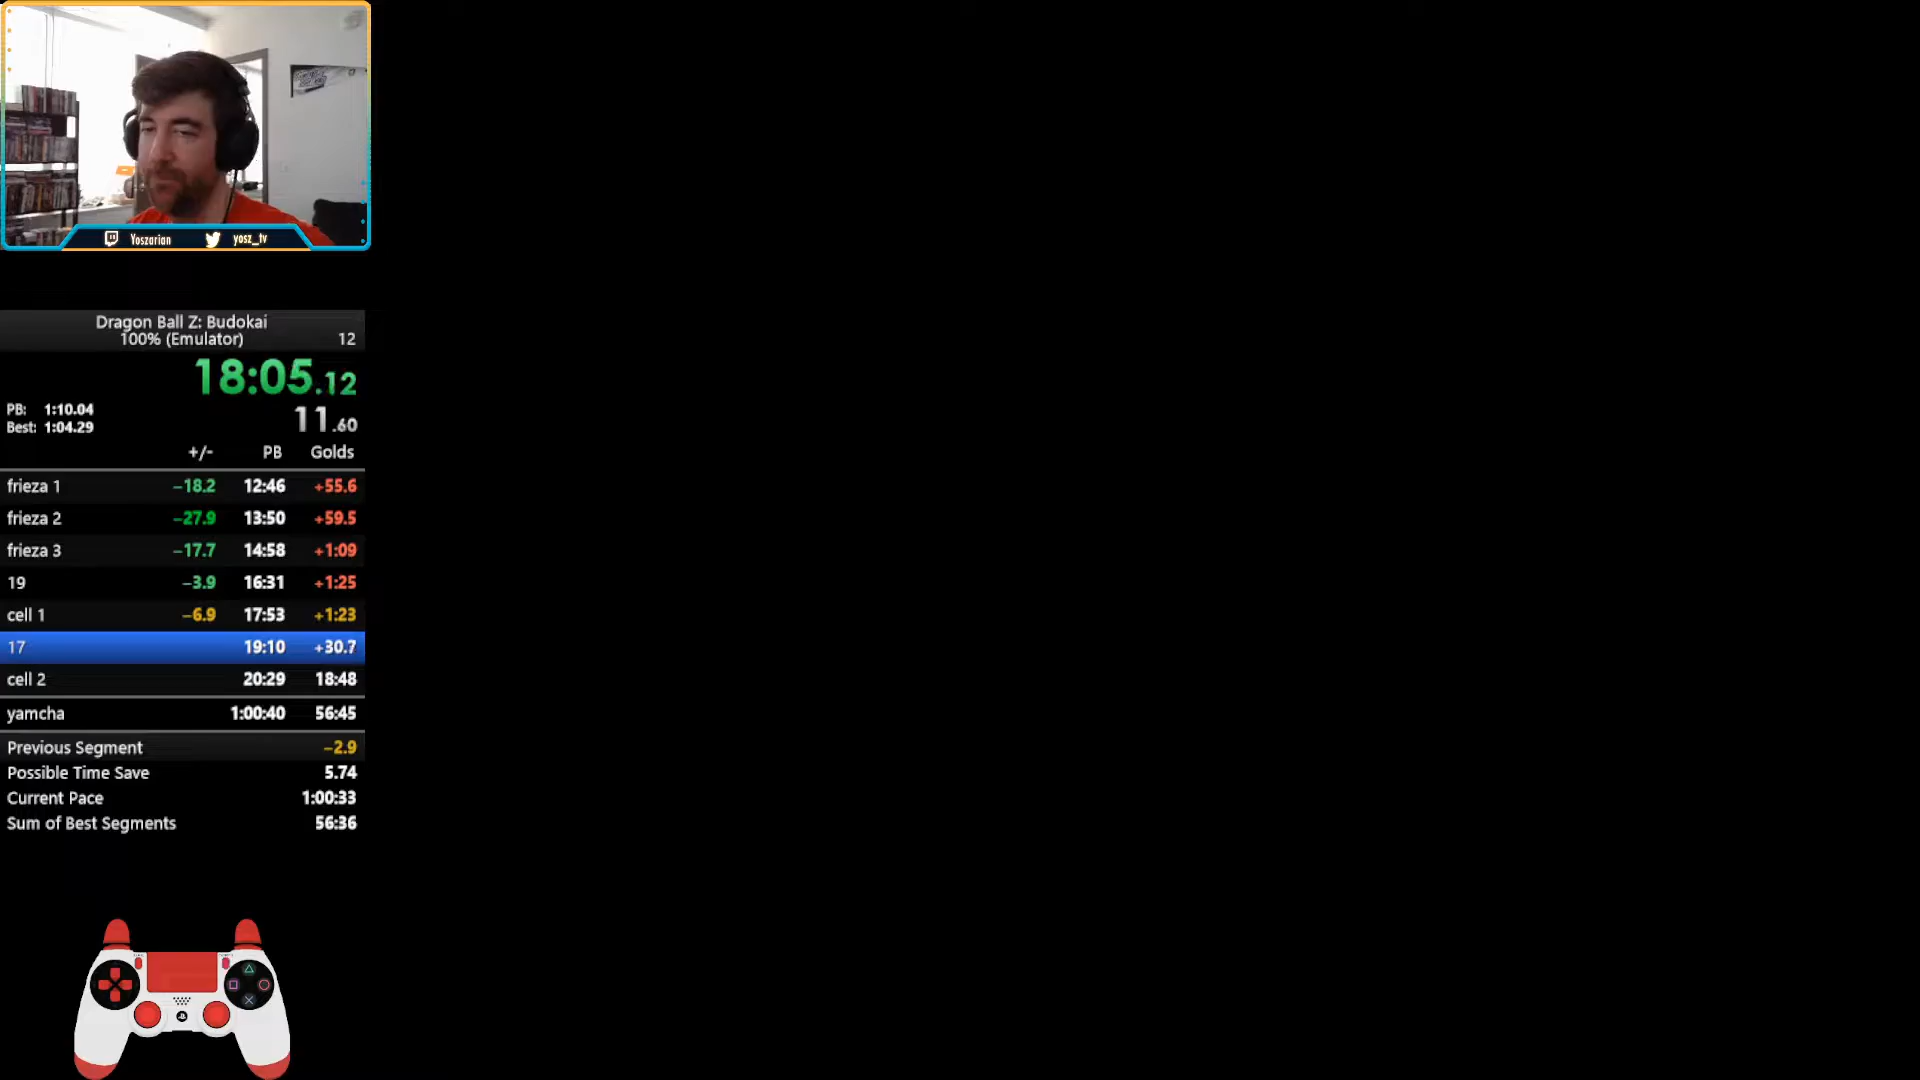 Yoszarian yosz_tv
Dragon Ball Z: Budokai
100% (Emulator) 12
18:05.12
PB: 1:10.04
11.60
Best: 1:04.29
+/- PB Golds
frieza 1 −18.2 12:46 +55.6
frieza 2 −27.9 13:50 +59.5
frieza 3 −17.7 14:58 +1:09
19 −3.9 16:31 +1:25
cell 1 −6.9 17:53 +1:23
17 19:10 +30.7
cell 2 20:29 18:48
yamcha 1:00:40 56:45
Previous Segment −2.9
Possible Time Save 5.74
Current Pace 1:00:33
Sum of Best Segments 56:36